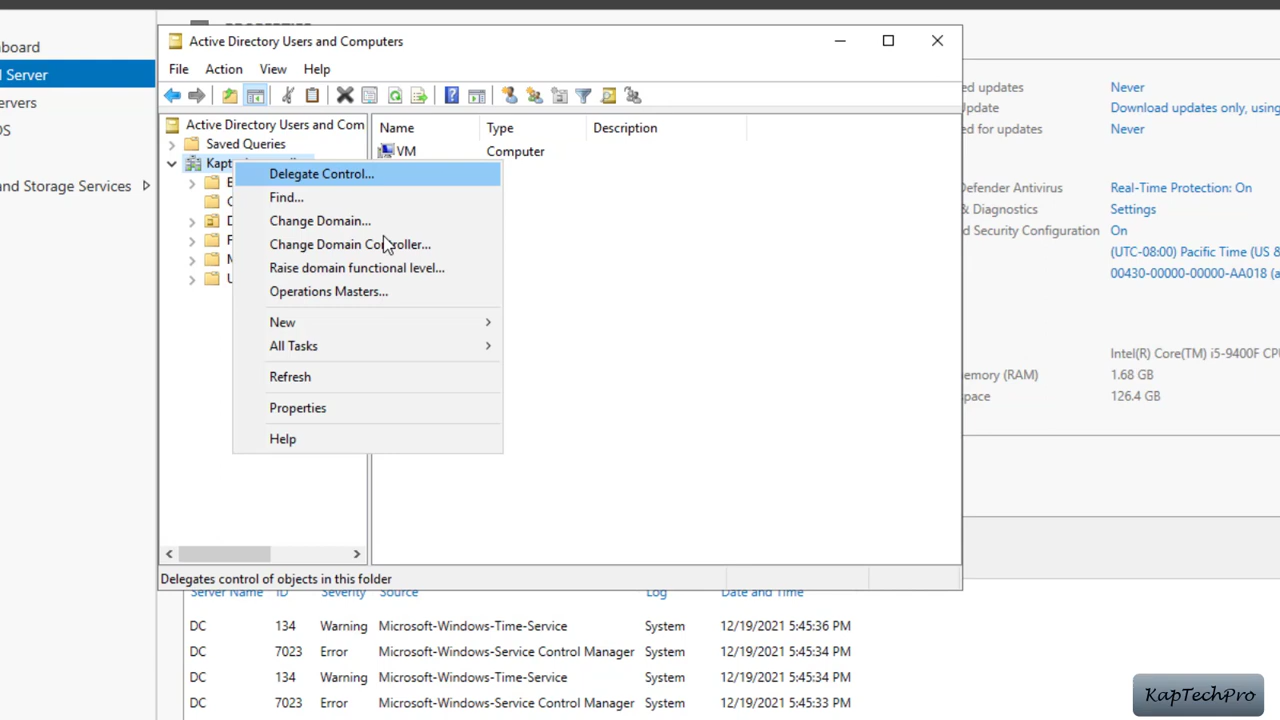 board
Server
ervers
and Storage Services
Active Directory Users and Computers
File Action View Help
Active Directory Users and Com
Saved Queries
Kapt
Name Type Description
VM Computer
Delegate Control...
Find...
Change Domain...
Change Domain Controller...
Raise domain functional level...
Operations Masters...
New
All Tasks
Refresh
Properties
Help
Delegates control of objects in this folder
ed updates Never
Update Download updates only, using
ed for updates Never
Defender Antivirus Real-Time Protection: On
& Diagnostics Settings
d Security Configuration On
(UTC-08:00) Pacific Time (US &
00430-00000-00000-AA018 (a
Intel(R) Core(TM) i5-9400F CPU
emory (RAM) 1.68 GB
space 126.4 GB
Server Name ID Severity Source Log Date and Time
DC 134 Warning Microsoft-Windows-Time-Service System 12/19/2021 5:45:36 PM
DC 7023 Error Microsoft-Windows-Service Control Manager System 12/19/2021 5:45:34 PM
DC 134 Warning Microsoft-Windows-Time-Service System 12/19/2021 5:45:34 PM
DC 7023 Error Microsoft-Windows-Service Control Manager System 12/19/2021 5:45:33 PM
KapTechPro